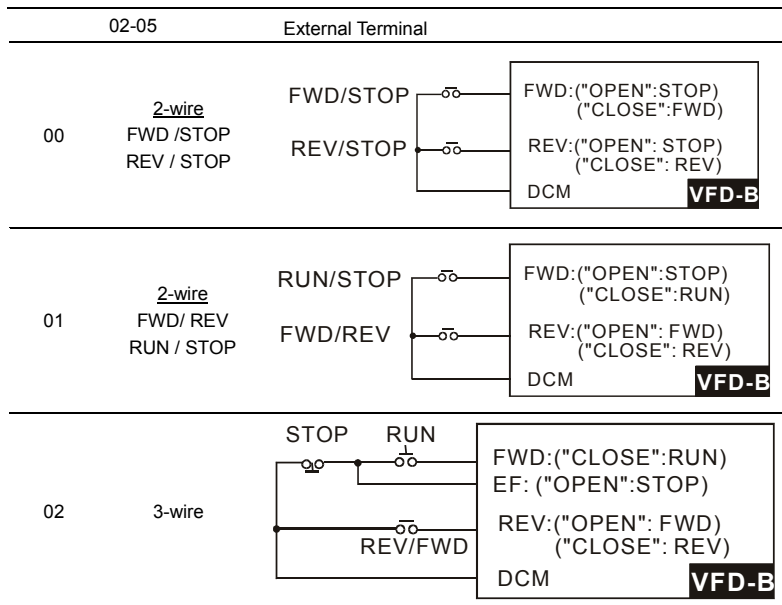 02-05 External Terminal
00
2-wire
FWD /STOP
REV / STOP
FWD/STOP
REV/STOP
FWD:("OPEN":STOP)
("CLOSE":FWD)
REV:("OPEN": STOP)
("CLOSE": REV)
DCM
VFD-B
01
2-wire
FWD/ REV
RUN / STOP
RUN/STOP
FWD/REV
FWD:("OPEN":STOP)
("CLOSE":RUN)
REV:("OPEN": FWD)
("CLOSE": REV)
DCM
VFD-B
02
3-wire
STOP RUN
REV/FWD
FWD:("CLOSE":RUN)
EF: ("OPEN":STOP)
REV:("OPEN": FWD)
("CLOSE": REV)
DCM
VFD-B